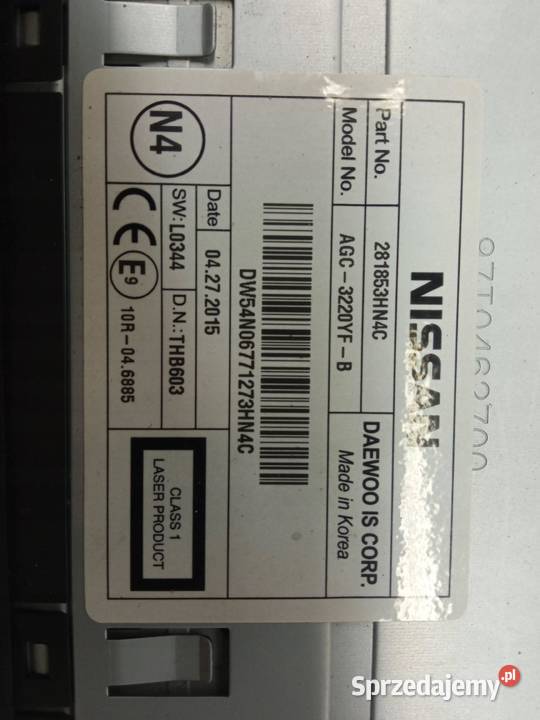 NISSAN
Part No. 281853HN4C DAEWOO IS CORP.
Model No. AGC-3220YF-B Made in Korea
DW54N06771273HN4C
Date 04.27.2015
N4 SW:L0344 D.N.:THB603
CE E9 10R-04.6885
CLASS 1
LASER PRODUCT
Sprzedajemy.pl